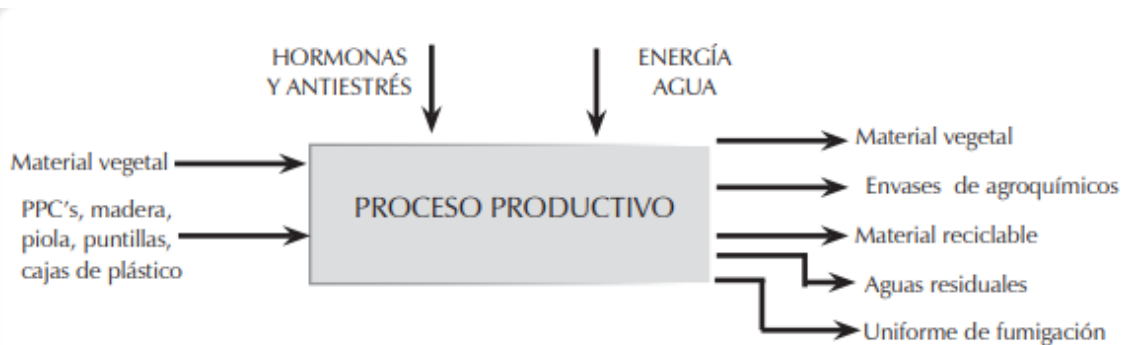 HORMONAS
Y ANTIESTRÉS
ENERGÍA
AGUA
Material vegetal
PPC's, madera,
piola, puntillas,
cajas de plástico
PROCESO PRODUCTIVO
Material vegetal
Envases de agroquímicos
Material reciclable
Aguas residuales
Uniforme de fumigación